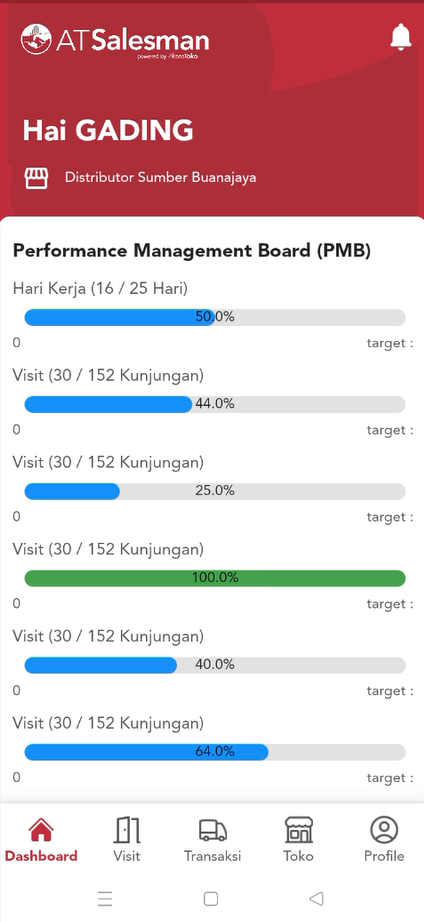 ATSalesman
powered by AksesToko
Hai GADING
Distributor Sumber Buanajaya
Performance Management Board (PMB)
Hari Kerja (16 / 25 Hari)
50.0%
0 target :
Visit (30 / 152 Kunjungan)
44.0%
0 target :
Visit (30 / 152 Kunjungan)
25.0%
0 target :
Visit (30 / 152 Kunjungan)
100.0%
0 target :
Visit (30 / 152 Kunjungan)
40.0%
0 target :
Visit (30 / 152 Kunjungan)
64.0%
0 target :
Dashboard Visit Transaksi Toko Profile